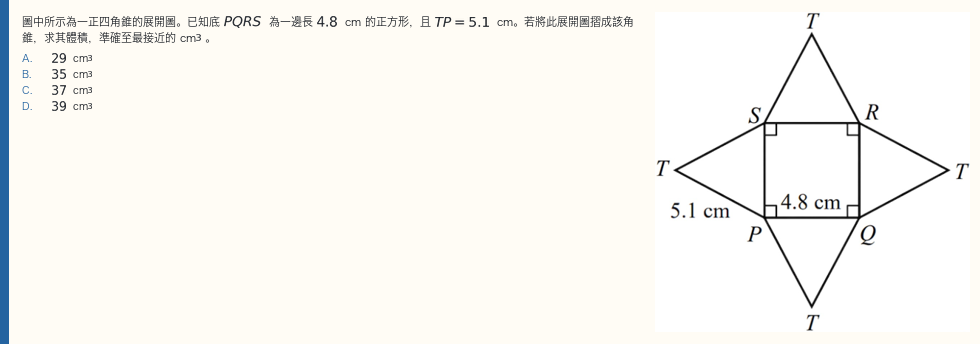 圖中所示為一正四角錐的展開圖。已知底 PQRS 為一邊長 4.8 cm 的正方形，且 TP = 5.1 cm。若將此展開圖摺成該角
錐，求其體積，準確至最接近的 cm3 。
A. 29 cm3
B. 35 cm3
C. 37 cm3
D. 39 cm3
T
S
R
T
T
4.8 cm
5.1 cm
P
Q
T